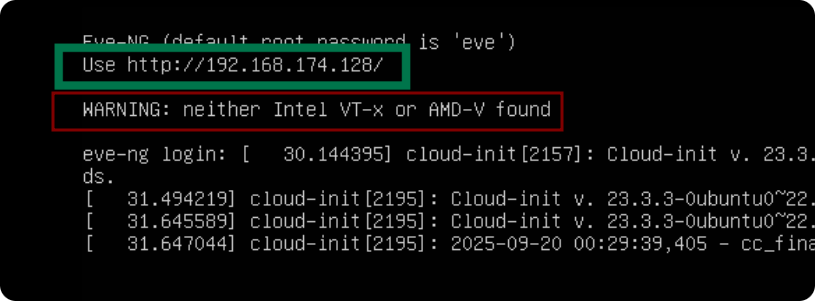 Eve-NG (default root password is 'eve')
Use http://192.168.174.128/
WARNING: neither Intel VT-x or AMD-V found
eve-ng login: [   30.144395] cloud-init[2157]: Cloud-init v. 23.3.
ds.
[   31.494219] cloud-init[2195]: Cloud-init v. 23.3.3-0ubuntu0~22.
[   31.645589] cloud-init[2195]: Cloud-init v. 23.3.3-0ubuntu0~22.
[   31.647044] cloud-init[2195]: 2025-09-20 00:29:39,405 - cc_fina